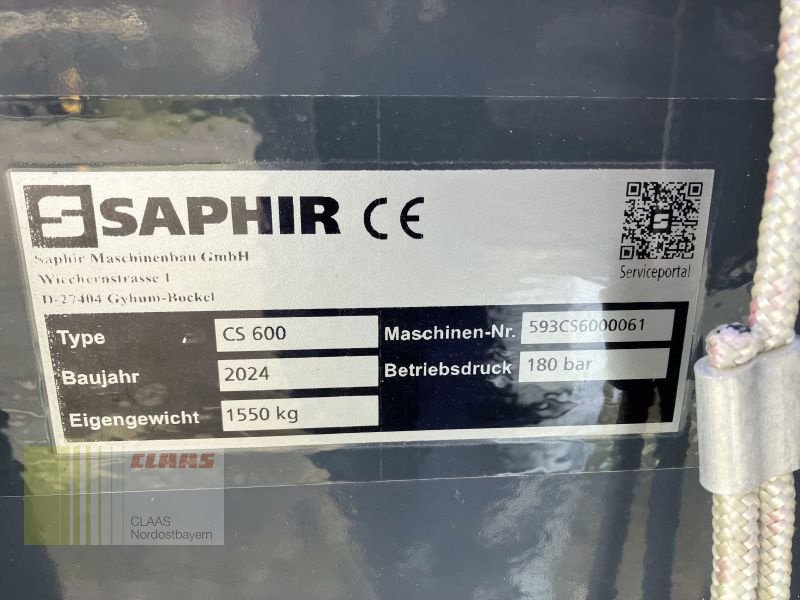 SAPHIR CE
Serviceportal
Saphir Maschinenbau GmbH
Wiechernstrasse 1
D-27404 Gyhum-Bockel
Type CS 600 Maschinen-Nr. 593CS6000061
Baujahr 2024 Betriebsdruck 180 bar
Eigengewicht 1550 kg
CLAAS
CLAAS
Nordostbayern